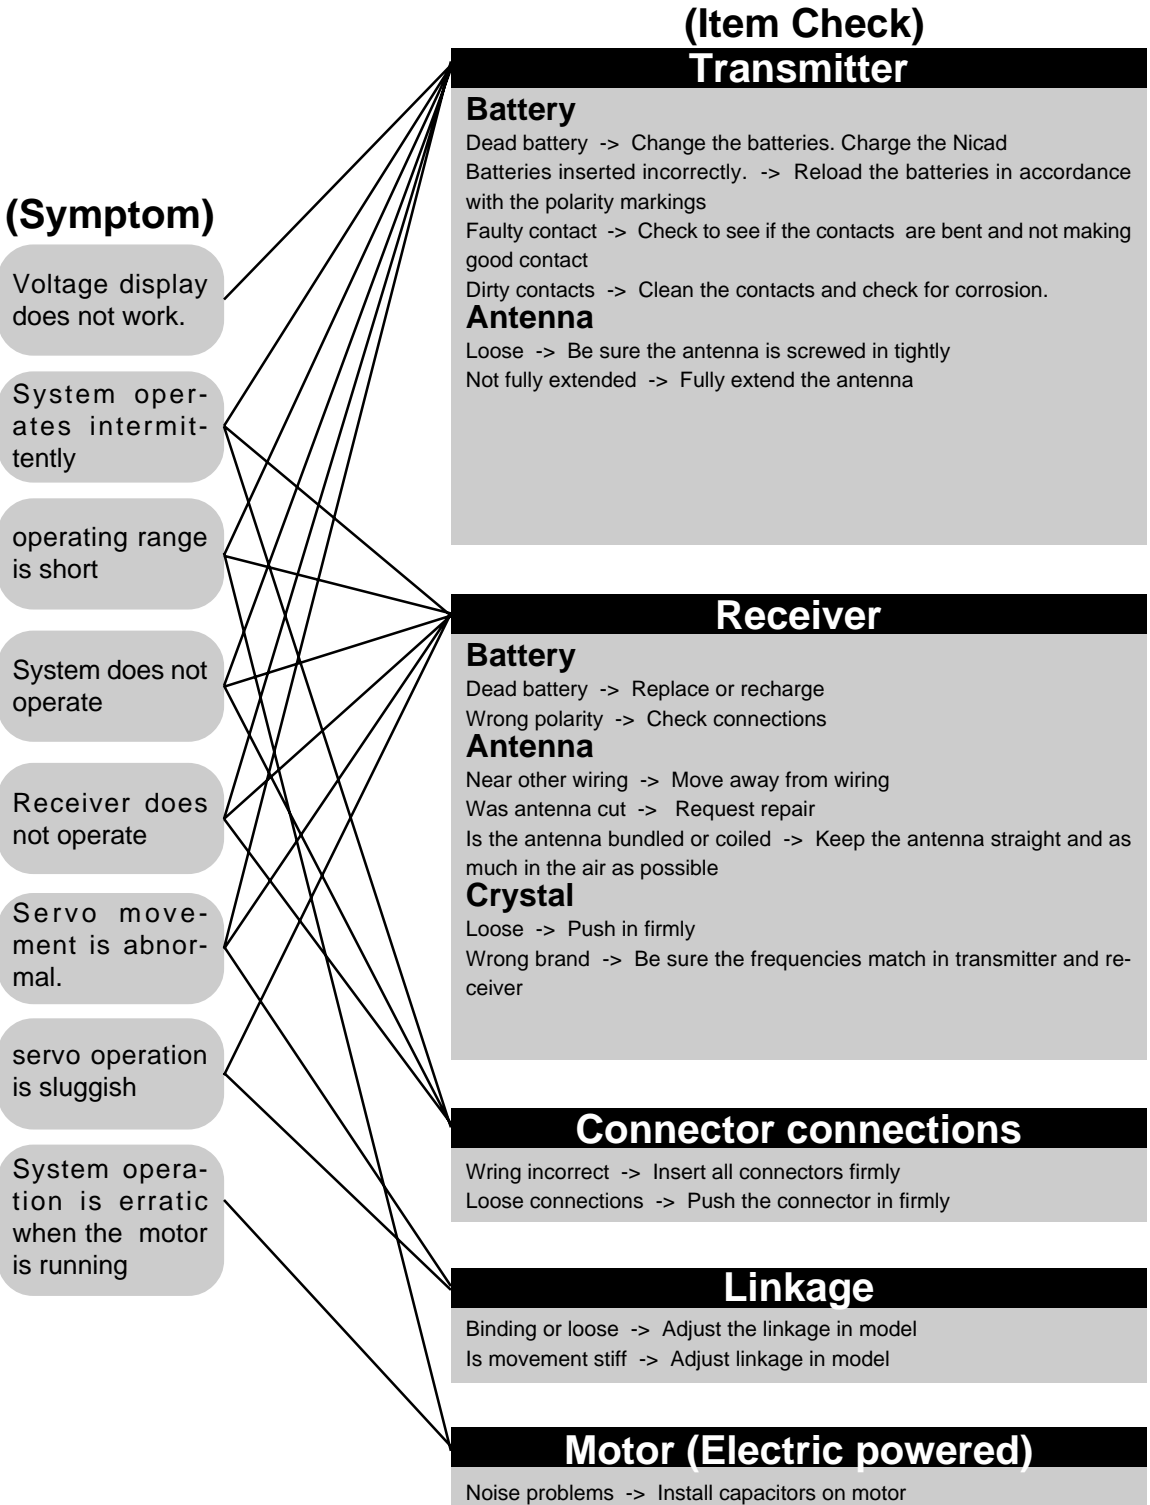 (Symptom)
Voltage display
does not work.
System oper-
ates intermit-
tently
operating range
is short
System does not
operate
Receiver does
not operate
Servo move-
ment is abnor-
mal.
servo operation
is sluggish
System opera-
tion is erratic
when the motor
is running
(Item Check)
Transmitter
Battery
Dead battery -> Change the batteries. Charge the Nicad
Batteries inserted incorrectly. -> Reload the batteries in accordance
with the polarity markings
Faulty contact -> Check to see if the contacts are bent and not making
good contact
Dirty contacts -> Clean the contacts and check for corrosion.
Antenna
Loose -> Be sure the antenna is screwed in tightly
Not fully extended -> Fully extend the antenna
Receiver
Battery
Dead battery -> Replace or recharge
Wrong polarity -> Check connections
Antenna
Near other wiring -> Move away from wiring
Was antenna cut -> Request repair
Is the antenna bundled or coiled -> Keep the antenna straight and as
much in the air as possible
Crystal
Loose -> Push in firmly
Wrong brand -> Be sure the frequencies match in transmitter and re-
ceiver
Connector connections
Wring incorrect -> Insert all connectors firmly
Loose connections -> Push the connector in firmly
Linkage
Binding or loose -> Adjust the linkage in model
Is movement stiff -> Adjust linkage in model
Motor (Electric powered)
Noise problems -> Install capacitors on motor